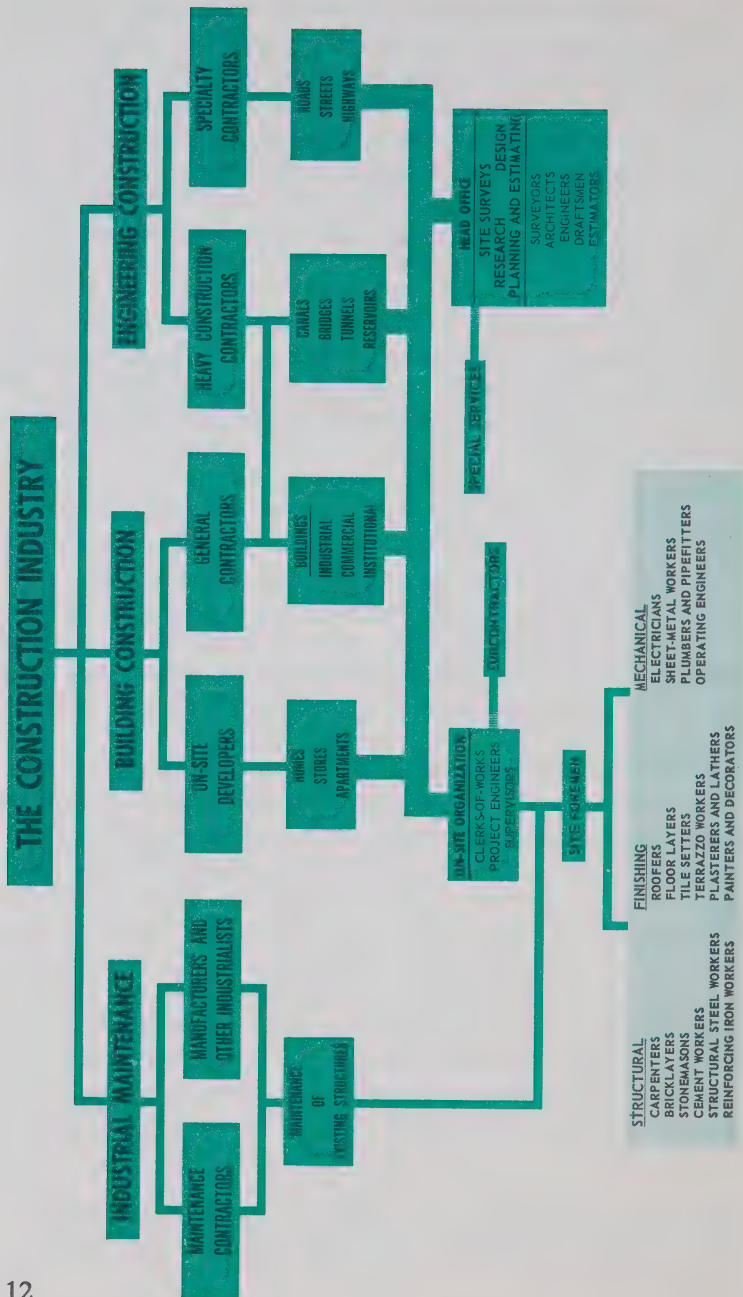 THE CONSTRUCTION INDUSTRY
INDUSTRIAL MAINTENANCE
BUILDING CONSTRUCTION
ENGINEERING CONSTRUCTION
MAINTENANCE
CONTRACTORS
MANUFACTURERS AND
OTHER INDUSTRIALISTS
ON-SITE
DEVELOPERS
GENERAL
CONTRACTORS
HEAVY CONSTRUCTION
CONTRACTORS
SPECIALTY
CONTRACTORS
MAINTENANCE
OF
EXISTING STRUCTURES
HOMES
STORES
APARTMENTS
BUILDINGS
INDUSTRIAL
COMMERCIAL
INSTITUTIONAL
CANALS
BRIDGES
TUNNELS
RESERVOIRS
ROADS
STREETS
HIGHWAYS
ON-SITE ORGANIZATION
CLERKS-OF-WORKS
PROJECT ENGINEERS
SUPERVISORS
SUBCONTRACTORS
SPECIAL SERVICES
HEAD OFFICE
SITE SURVEYS
RESEARCH DESIGN
PLANNING AND ESTIMATING
SURVEYORS
ARCHITECTS
ENGINEERS
DRAFTSMEN
ESTIMATORS
SITE FOREMEN
STRUCTURAL
CARPENTERS
BRICKLAYERS
STONEMASONS
CEMENT WORKERS
STRUCTURAL STEEL WORKERS
REINFORCING IRON WORKERS
FINISHING
ROOFERS
FLOOR LAYERS
TILE SETTERS
TERRAZZO WORKERS
PLASTERERS AND LATHERS
PAINTERS AND DECORATORS
MECHANICAL
ELECTRICIANS
SHEET-METAL WORKERS
PLUMBERS AND PIPEFITTERS
OPERATING ENGINEERS
12